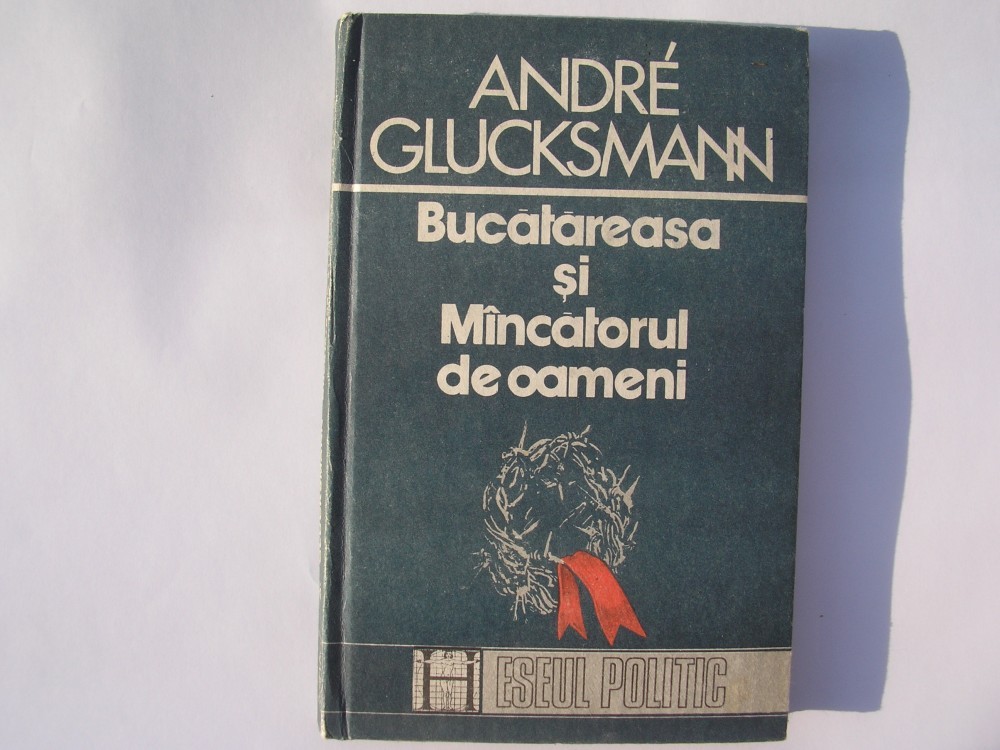 ANDRÉ
GLUCKSMANN
Bucătăreasa
și
Mîncătorul
de oameni
H ESEUL POLITIC